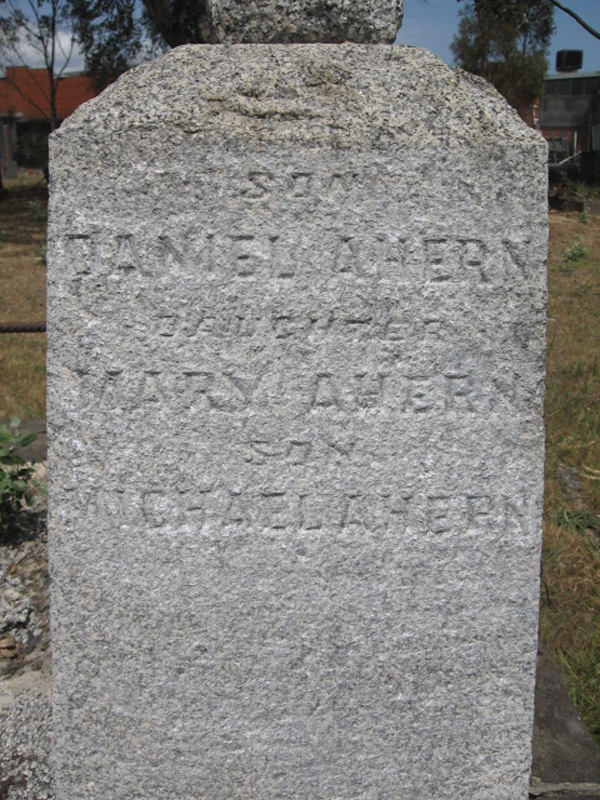 SON
DANIEL AHERN
DAUGHTER
MARY AHERN
SON
MICHAEL AHERN